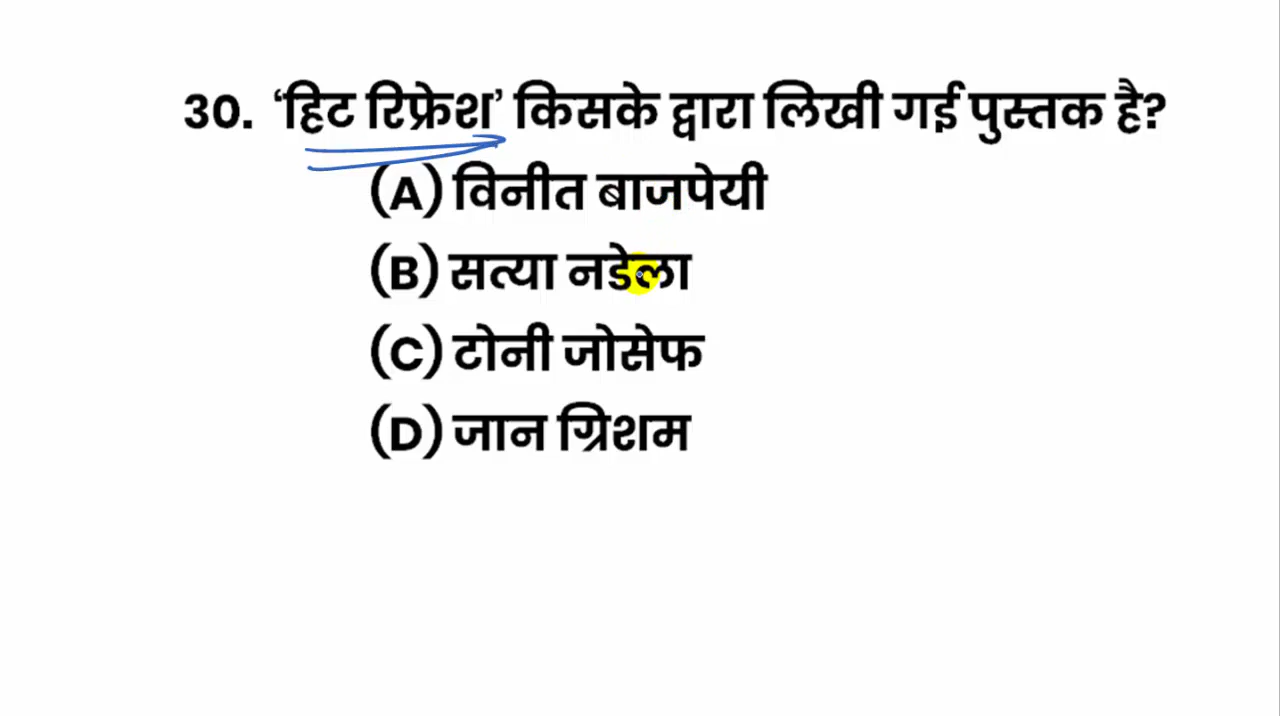 30. ‘हिट रिफ्रेश’ किसके द्वारा लिखी गई पुस्तक है?
(A) विनीत बाजपेयी
(B) सत्या नडेला
(C) टोनी जोसेफ
(D) जान ग्रिशम